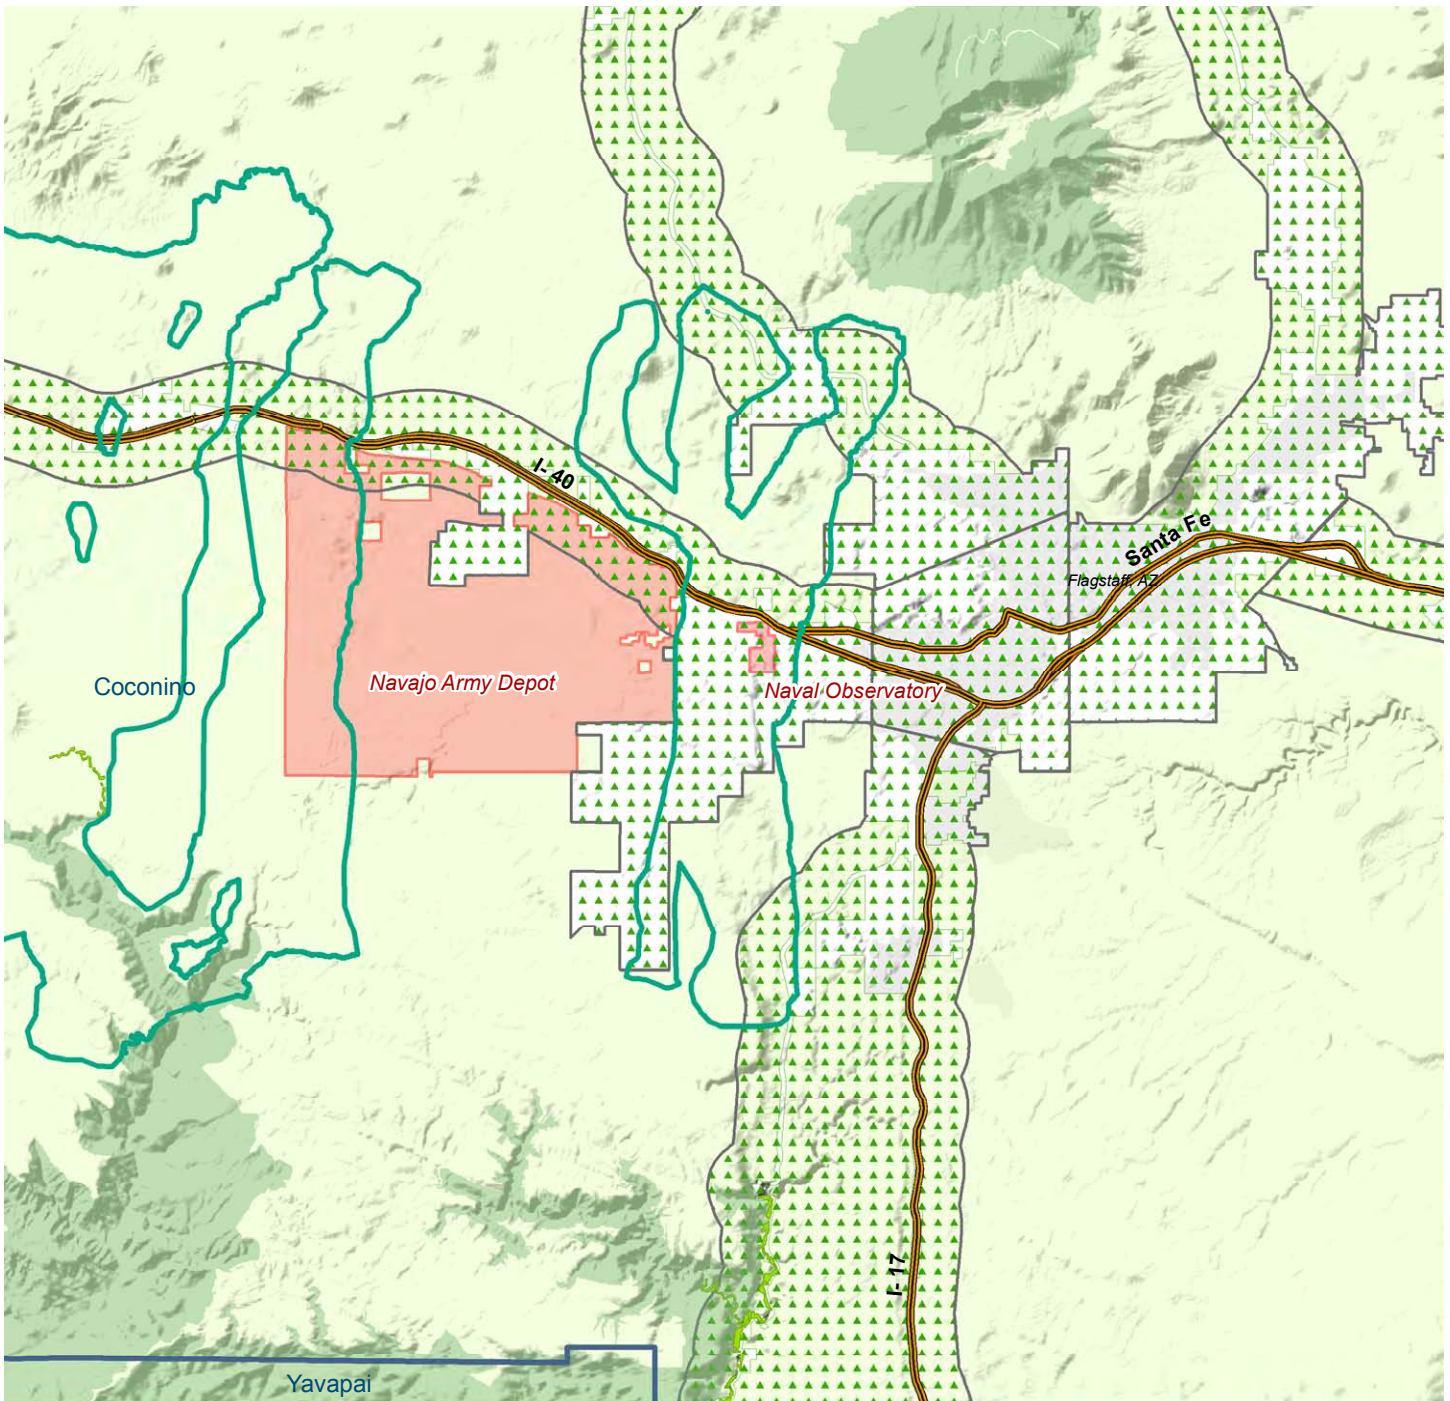 I-40
Santa Fe
Flagstaff, AZ
Coconino
Navajo Army Depot
Naval Observatory
I-17
Yavapai